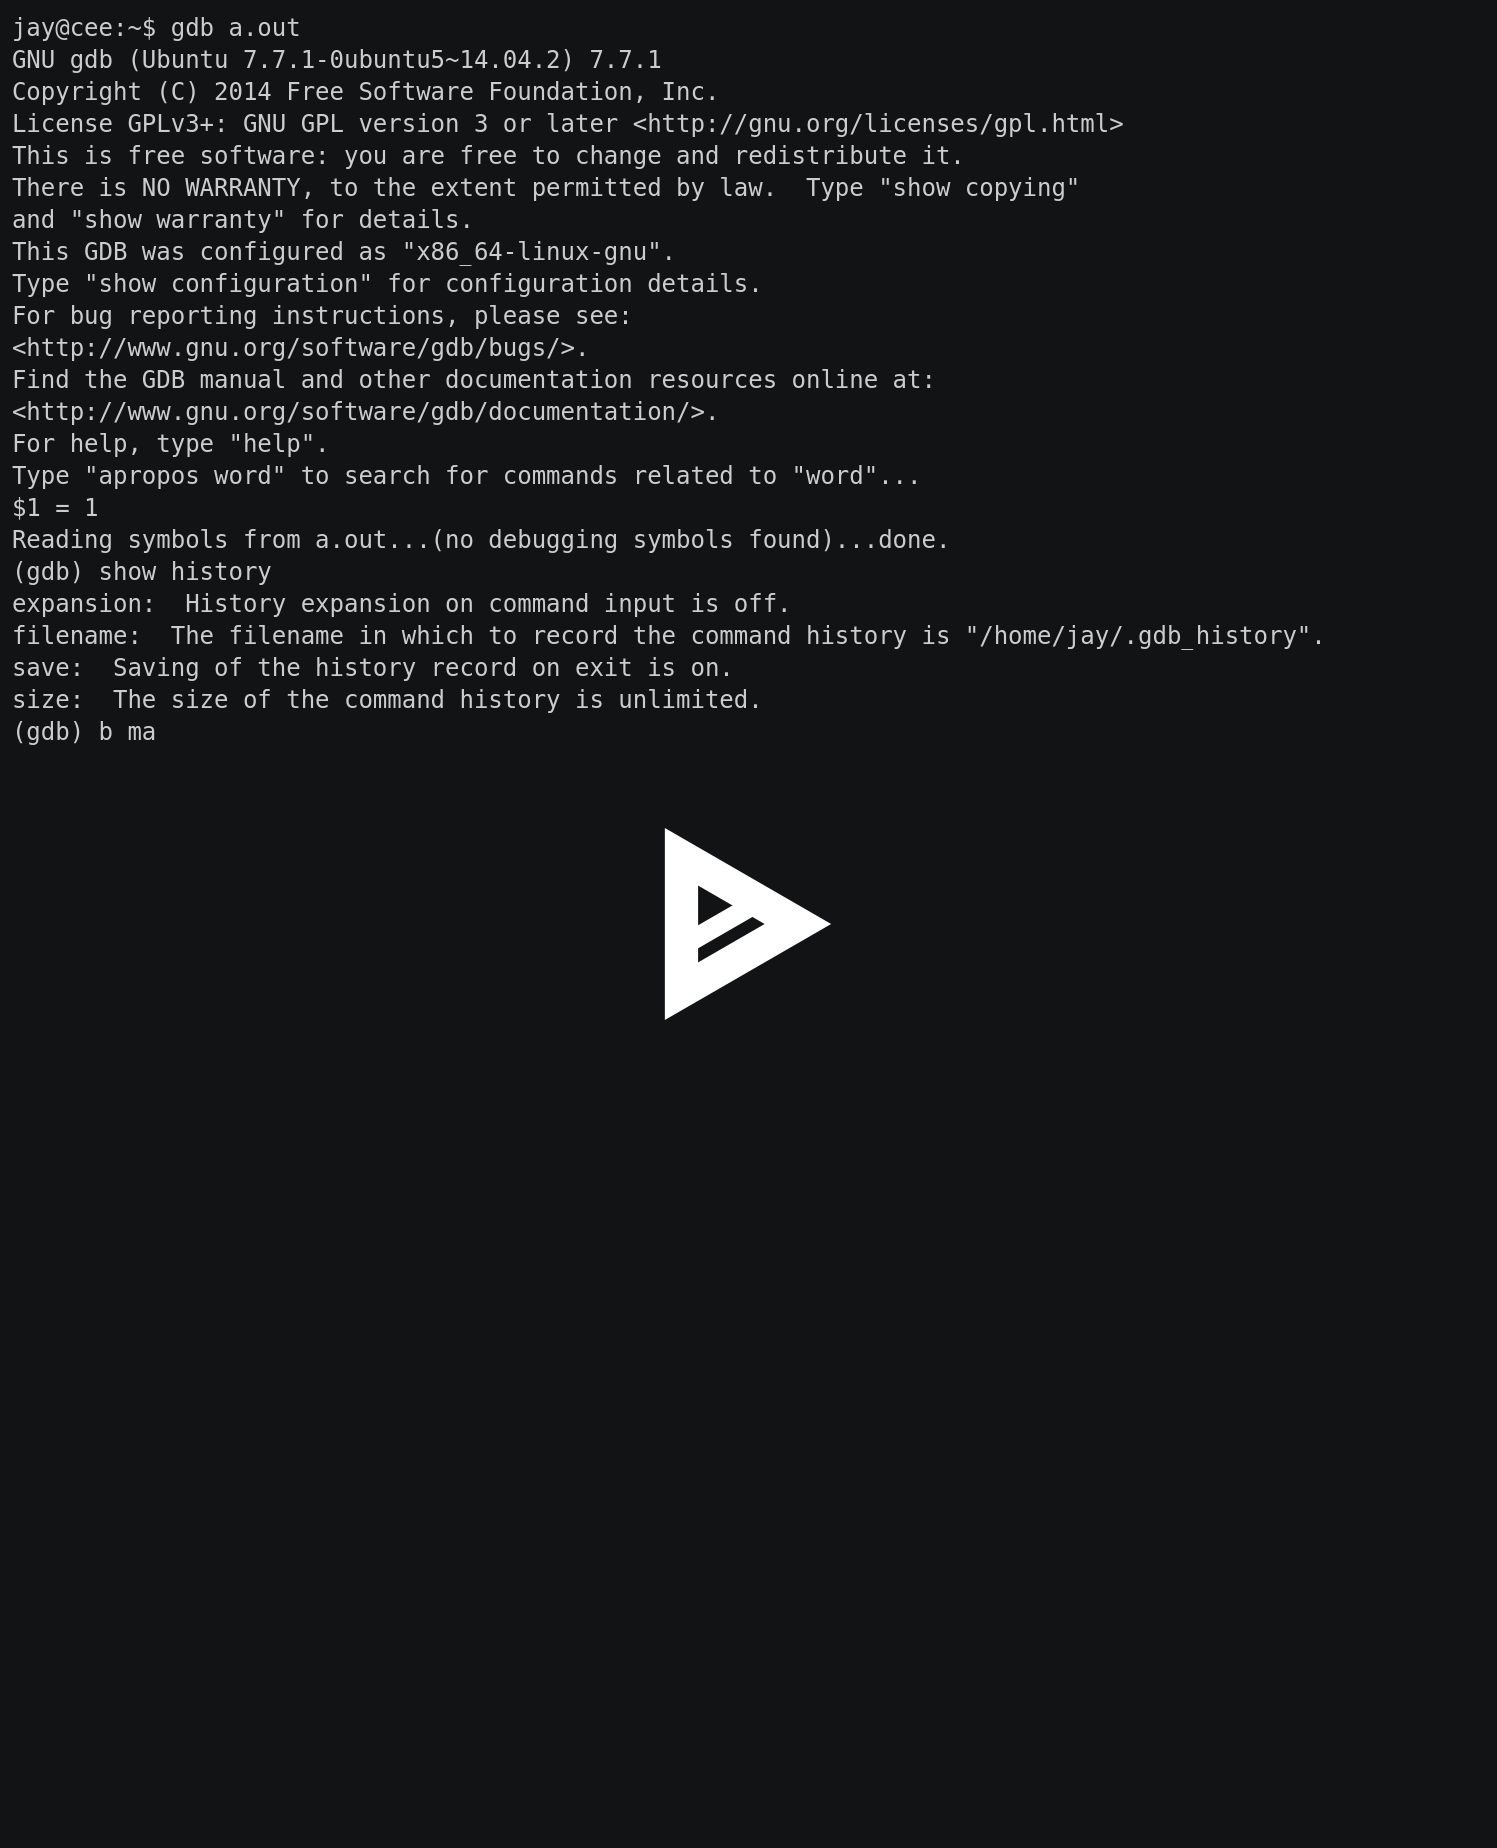 jay@cee:~$ gdb a.out
GNU gdb (Ubuntu 7.7.1-0ubuntu5~14.04.2) 7.7.1
Copyright (C) 2014 Free Software Foundation, Inc.
License GPLv3+: GNU GPL version 3 or later <http://gnu.org/licenses/gpl.html>
This is free software: you are free to change and redistribute it.
There is NO WARRANTY, to the extent permitted by law.  Type "show copying"
and "show warranty" for details.
This GDB was configured as "x86_64-linux-gnu".
Type "show configuration" for configuration details.
For bug reporting instructions, please see:
<http://www.gnu.org/software/gdb/bugs/>.
Find the GDB manual and other documentation resources online at:
<http://www.gnu.org/software/gdb/documentation/>.
For help, type "help".
Type "apropos word" to search for commands related to "word"...
$1 = 1
Reading symbols from a.out...(no debugging symbols found)...done.
(gdb) show history
expansion:  History expansion on command input is off.
filename:  The filename in which to record the command history is "/home/jay/.gdb_history".
save:  Saving of the history record on exit is on.
size:  The size of the command history is unlimited.
(gdb) b ma